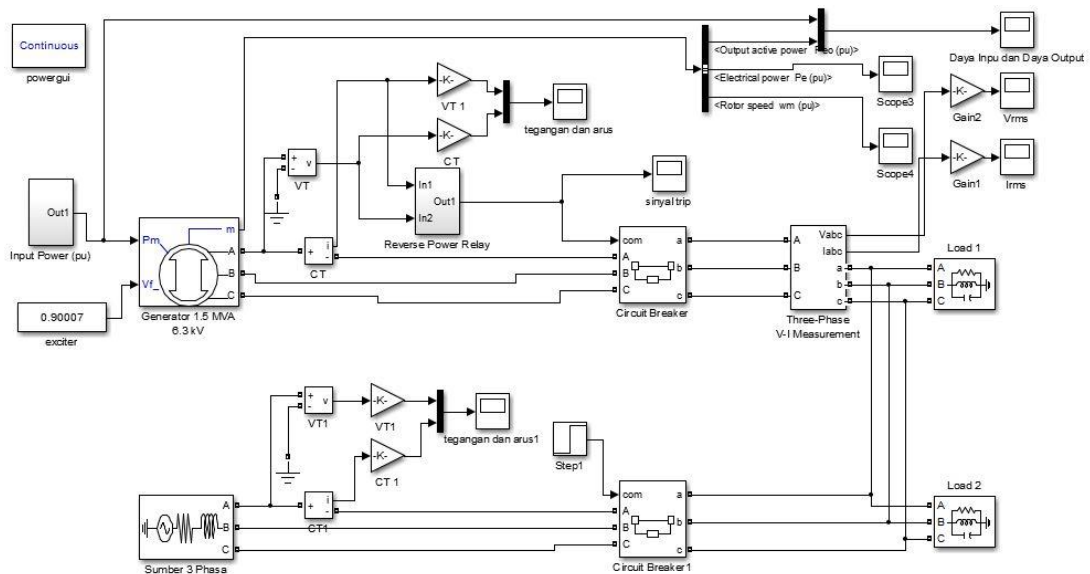 Continuous
powergui
-K-
VT 1
-K-
CT
tegangan dan arus
<Output active power Peo (pu)>
<Electrical power Pe (pu)>
<Rotor speed wm (pu)>
Daya Inpu dan Daya Output
Scope3
Scope4
-K-
Gain2
Vrms
-K-
Gain1
Irms
Out1
Input Power (pu)
+
-
v
VT
In1
In2
Out1
Reverse Power Relay
sinyal trip
Pm
Vf_
m
A
B
C
Generator 1.5 MVA
6.3 kV
0.90007
exciter
+
i
-
CT
com
A
B
C
a
b
c
Circuit Breaker
A
B
C
Vabc
Iabc
a
b
c
Three-Phase
V-I Measurement
Load 1
A
B
C
+
-
v
VT1
-K-
VT1
-K-
CT 1
tegangan dan arus1
Step1
A
B
C
Sumber 3 Phasa
+
i
-
CT1
com
A
B
C
a
b
c
Circuit Breaker1
Load 2
A
B
C